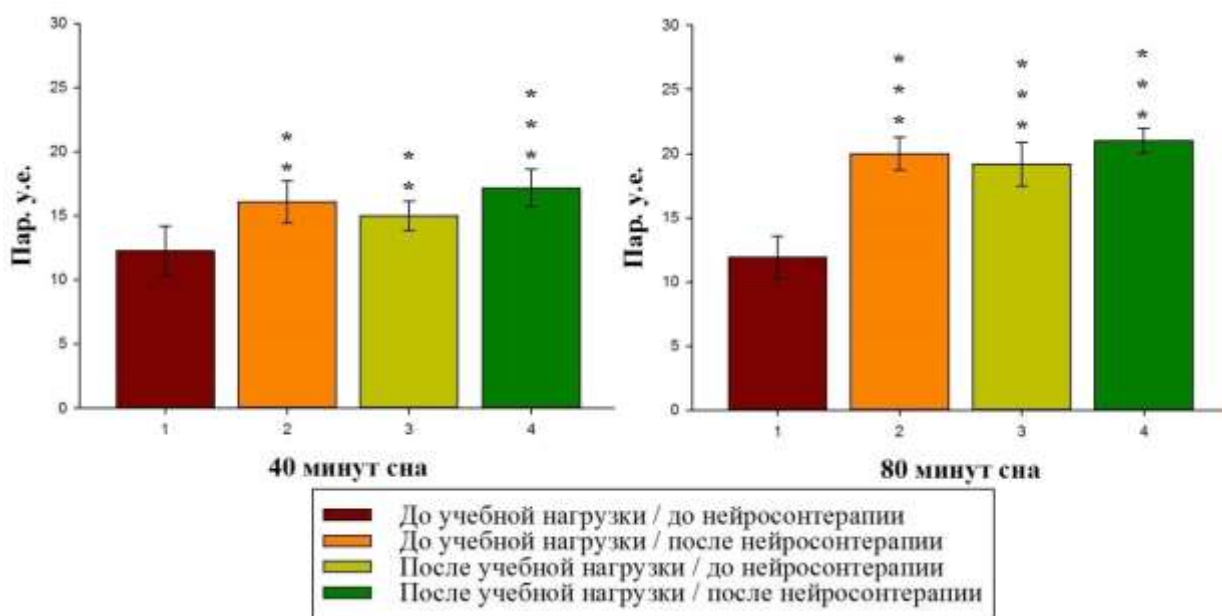 30
25
20
15
10
5
0
Пар. у.е.
* *
* *
* * *
1 2 3 4
40 минут сна
30
25
20
15
10
5
0
Пар. у.е.
* * *
* * *
* * *
1 2 3 4
80 минут сна
До учебной нагрузки / до нейросонтерапии
До учебной нагрузки / после нейросонтерапии
После учебной нагрузки / до нейросонтерапии
После учебной нагрузки / после нейросонтерапии